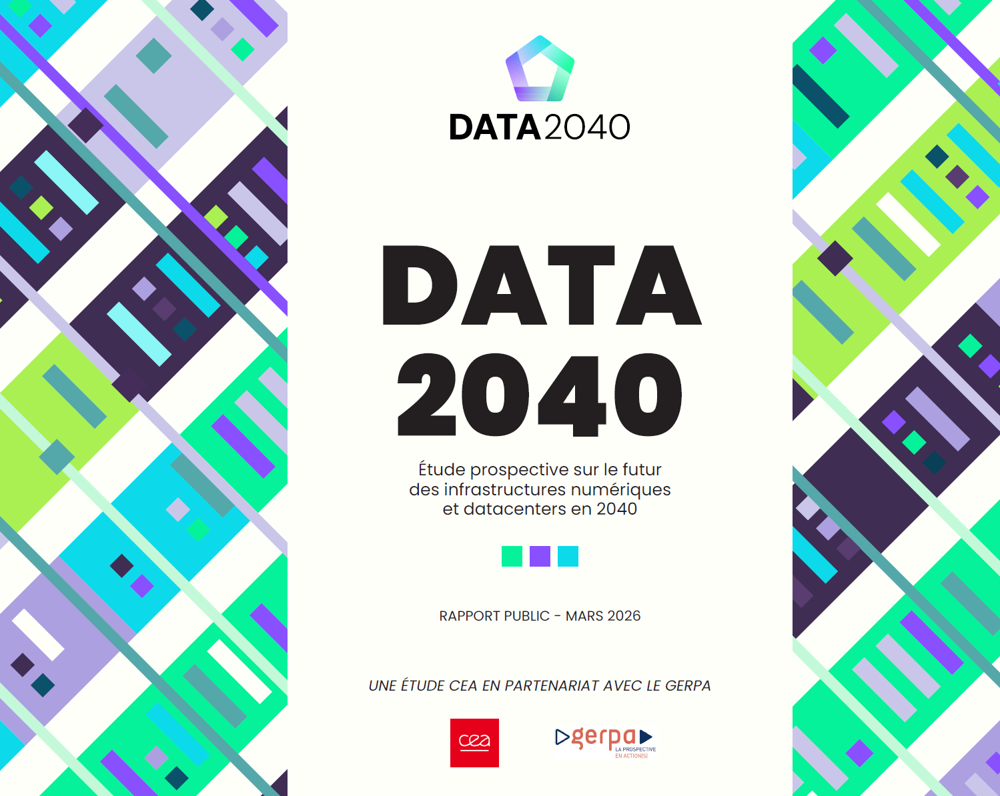 DATA2040
DATA
2040
Étude prospective sur le futur
des infrastructures numériques
et datacenters en 2040
RAPPORT PUBLIC - MARS 2026
UNE ÉTUDE CEA EN PARTENARIAT AVEC LE GERPA
cea
gerpa
LA PROSPECTIVE
EN ACTION(S)